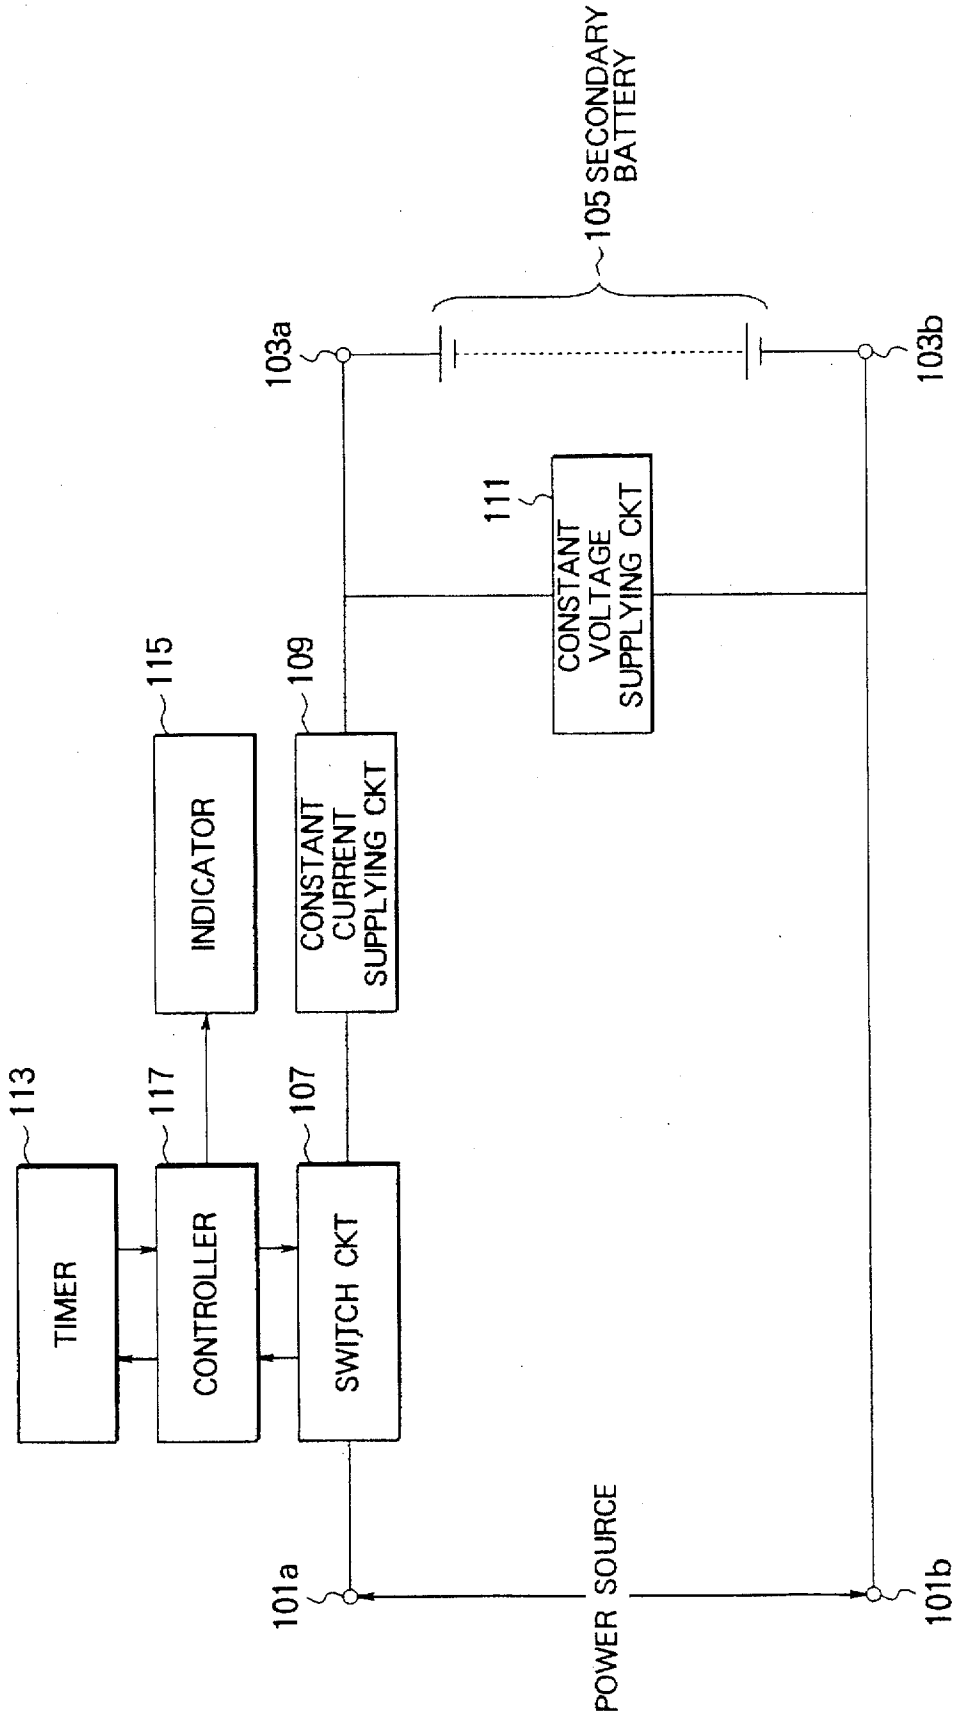 113
TIMER
117
CONTROLLER
115
INDICATOR
107
SWITCH CKT
109
CONSTANT
CURRENT
SUPPLYING CKT
111
CONSTANT
VOLTAGE
SUPPLYING CKT
101a
POWER SOURCE
101b
103a
105 SECONDARY
BATTERY
103b